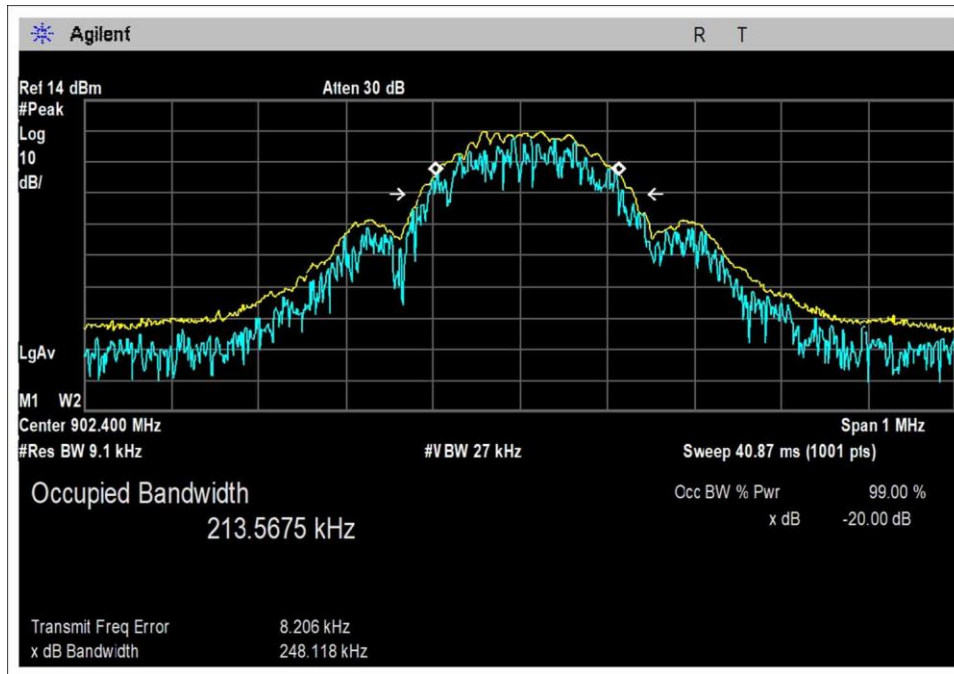 Agilent
R T
Ref 14 dBm Atten 30 dB
#Peak
Log
10
dB/
LgAv
M1 W2
Center 902.400 MHz Span 1 MHz
#Res BW 9.1 kHz #VBW 27 kHz Sweep 40.87 ms (1001 pts)
Occupied Bandwidth
213.5675 kHz
Occ BW % Pwr 99.00 %
x dB -20.00 dB
Transmit Freq Error 8.206 kHz
x dB Bandwidth 248.118 kHz